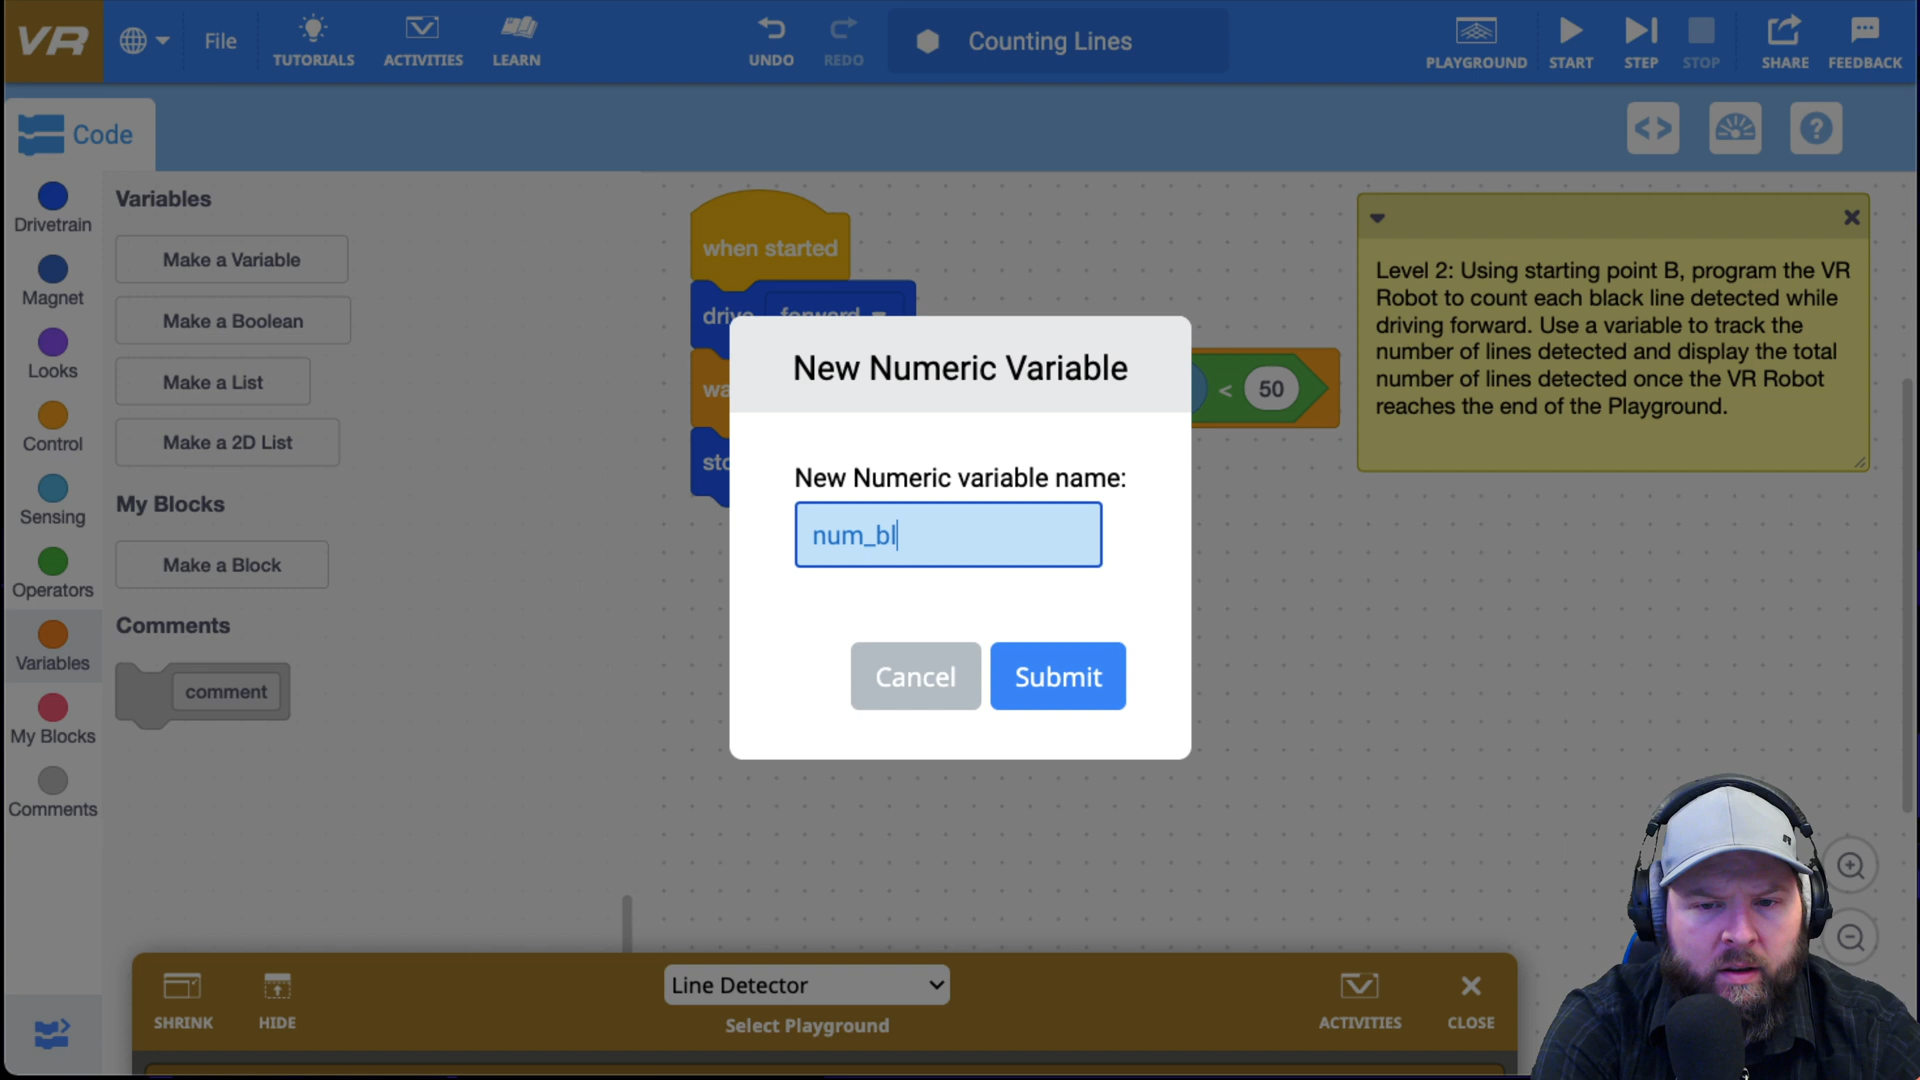 VR
File
TUTORIALS
ACTIVITIES
LEARN
UNDO
REDO
Counting Lines
PLAYGROUND
START
STEP
STOP
SHARE
FEEDBACK
Code
Drivetrain
Magnet
Looks
Control
Sensing
Operators
Variables
My Blocks
Comments
Variables
Make a Variable
Make a Boolean
Make a List
Make a 2D List
My Blocks
Make a Block
Comments
comment
when started
drive forward
wa
< 50
sto
Level 2: Using starting point B, program the VR
Robot to count each black line detected while
driving forward. Use a variable to track the
number of lines detected and display the total
number of lines detected once the VR Robot
reaches the end of the Playground.
New Numeric Variable
New Numeric variable name:
num_bl
Cancel
Submit
SHRINK
HIDE
Line Detector
Select Playground
ACTIVITIES
CLOSE